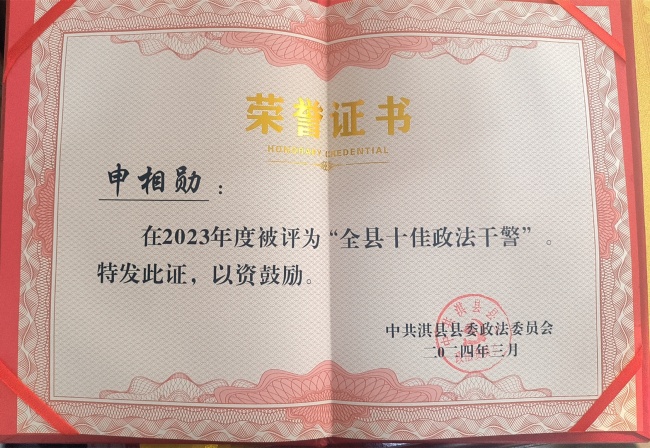 荣誉证书
HONORARY CREDENTIAL
申相勋：
在2023年度被评为“全县十佳政法干警”。
特发此证，以资鼓励。
中共淇县县委政法委员会
二〇二四年三月